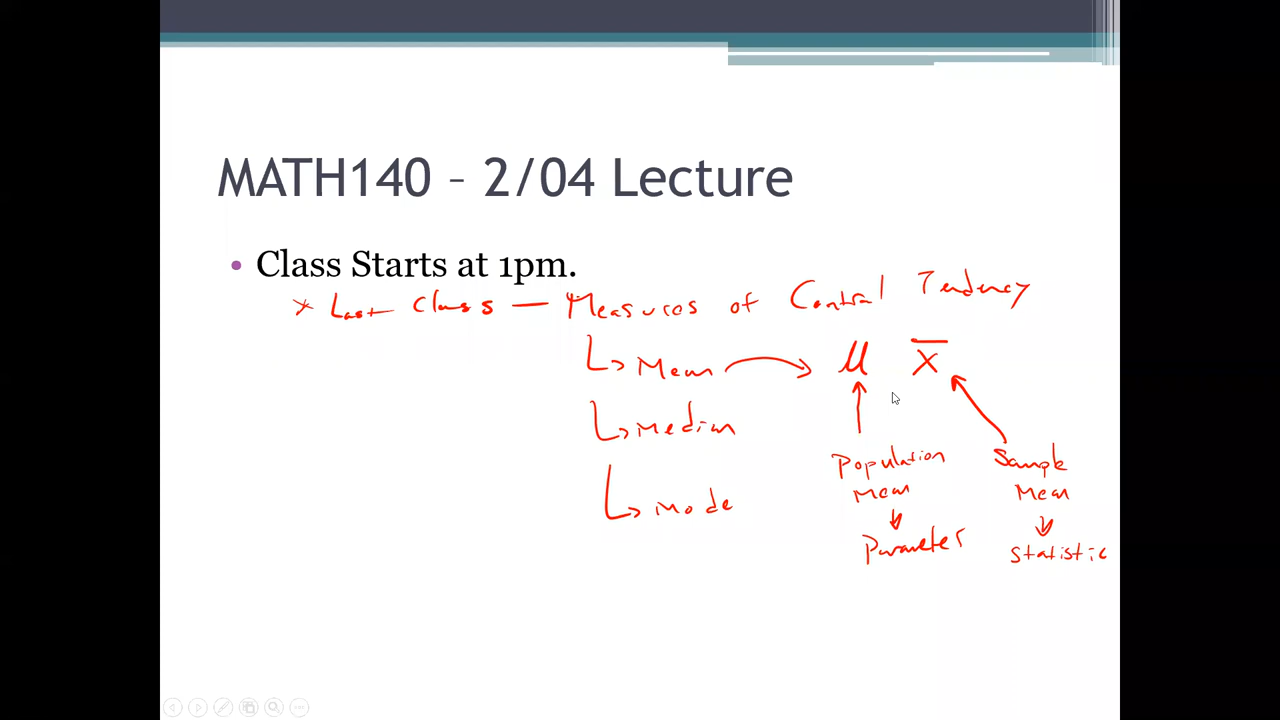 MATH140 – 2/04 Lecture
• Class Starts at 1pm.
* Last Class — Measures of Central Tendency
↳ Mean → μ x̄
↳ Median
↳ Mode
Population Mean
↓
Parameter
Sample Mean
↓
Statistic